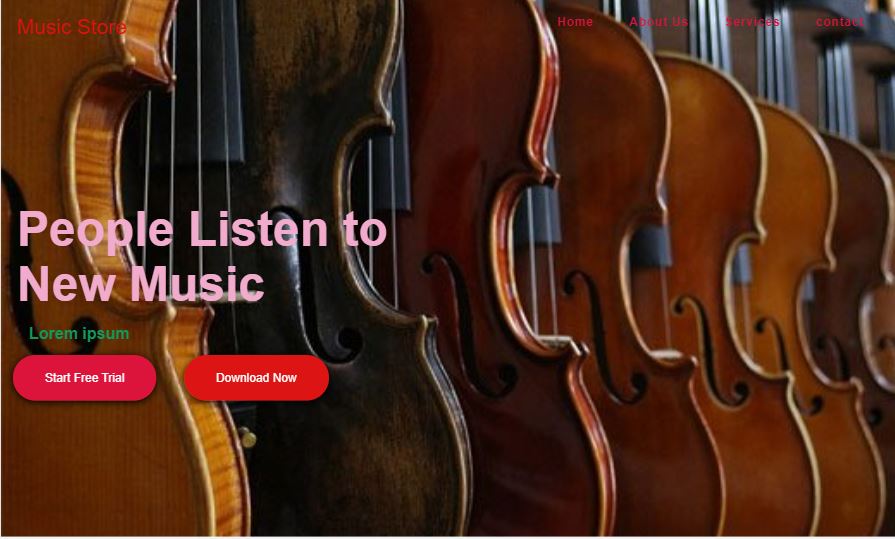 Music Store
Home About Us Services contact
People Listen to
New Music
Lorem ipsum
Start Free Trial Download Now